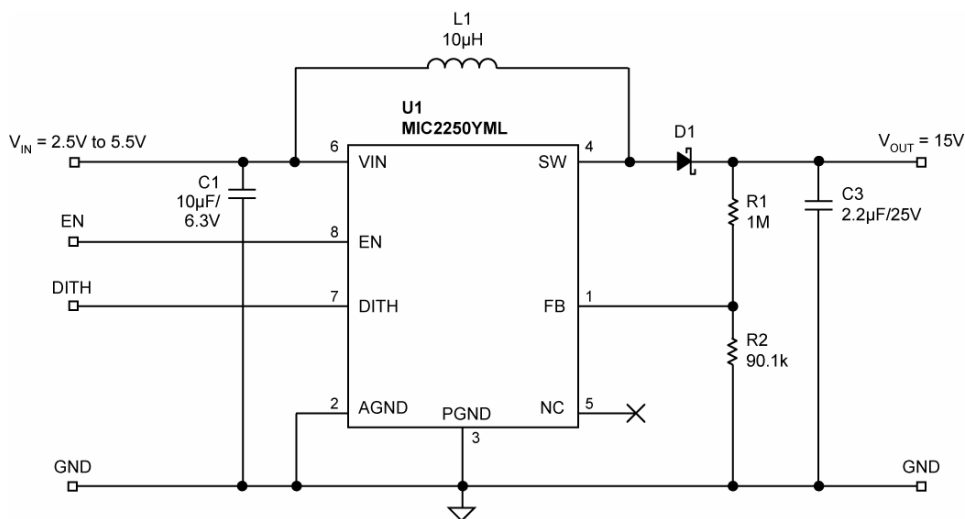 L1
10µH
U1
MIC2250YML
V_IN = 2.5V to 5.5V
6
VIN
SW
4
D1
V_OUT = 15V
C1
10µF/
6.3V
R1
1M
C3
2.2µF/25V
EN
8
EN
DITH
7
DITH
FB
1
R2
90.1k
2
AGND
PGND
3
NC
5
GND
GND